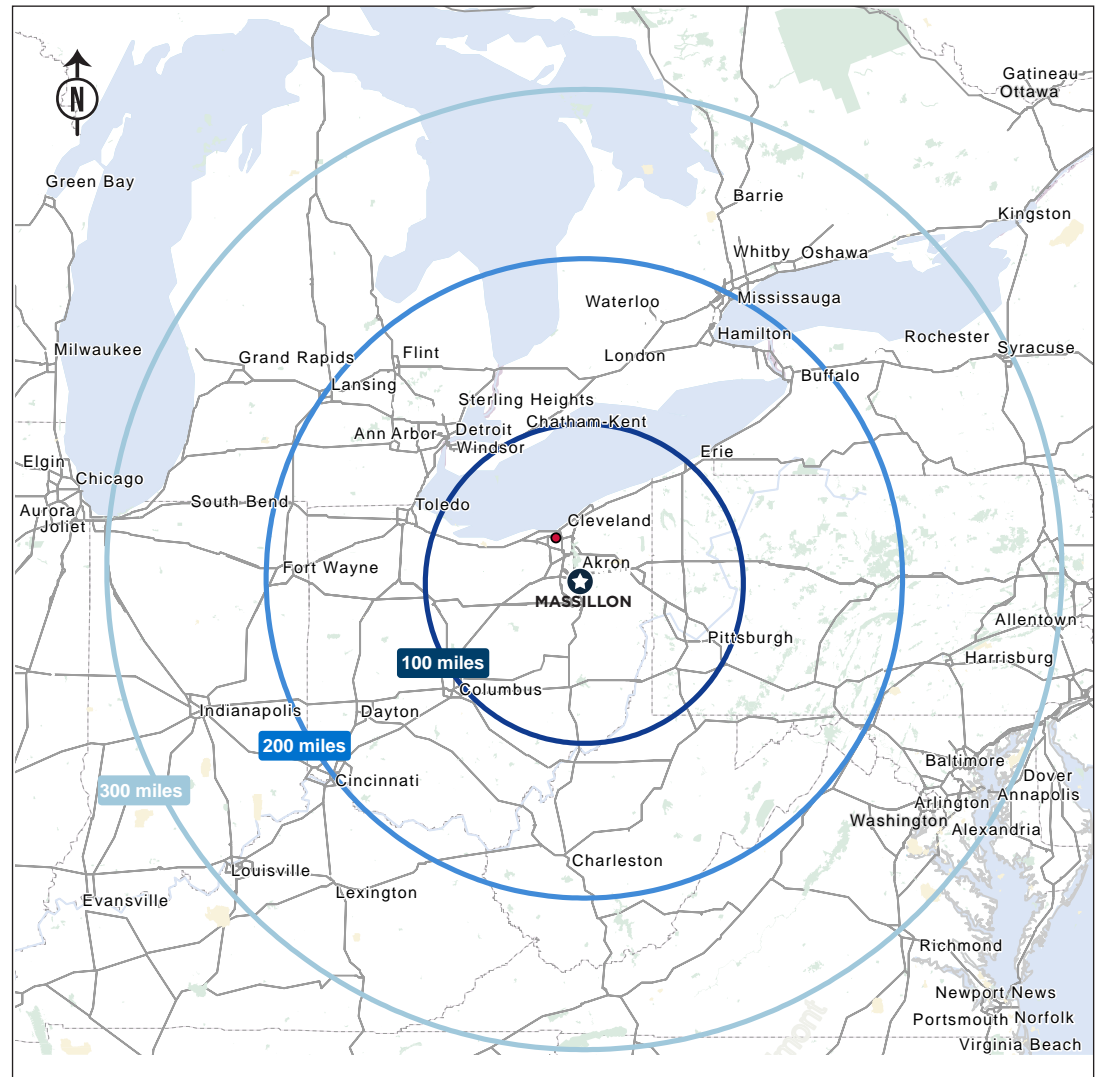 Gatineau
Ottawa
N
Green Bay
Barrie
Kingston
Whitby
Oshawa
Waterloo
Mississauga
Hamilton
Rochester
Syracuse
Milwaukee
Grand Rapids
Flint
London
Lansing
Buffalo
Sterling Heights
Chatham-Kent
Ann Arbor
Detroit
Windsor
Erie
Elgin
Chicago
Aurora
Joliet
South Bend
Toledo
Cleveland
Akron
Fort Wayne
MASSILLON
Allentown
Pittsburgh
Harrisburg
100 miles
Columbus
Indianapolis
Dayton
200 miles
Cincinnati
300 miles
Baltimore
Dover
Annapolis
Arlington
Washington
Alexandria
Charleston
Louisville
Lexington
Evansville
Richmond
Newport News
Portsmouth
Norfolk
Virginia Beach